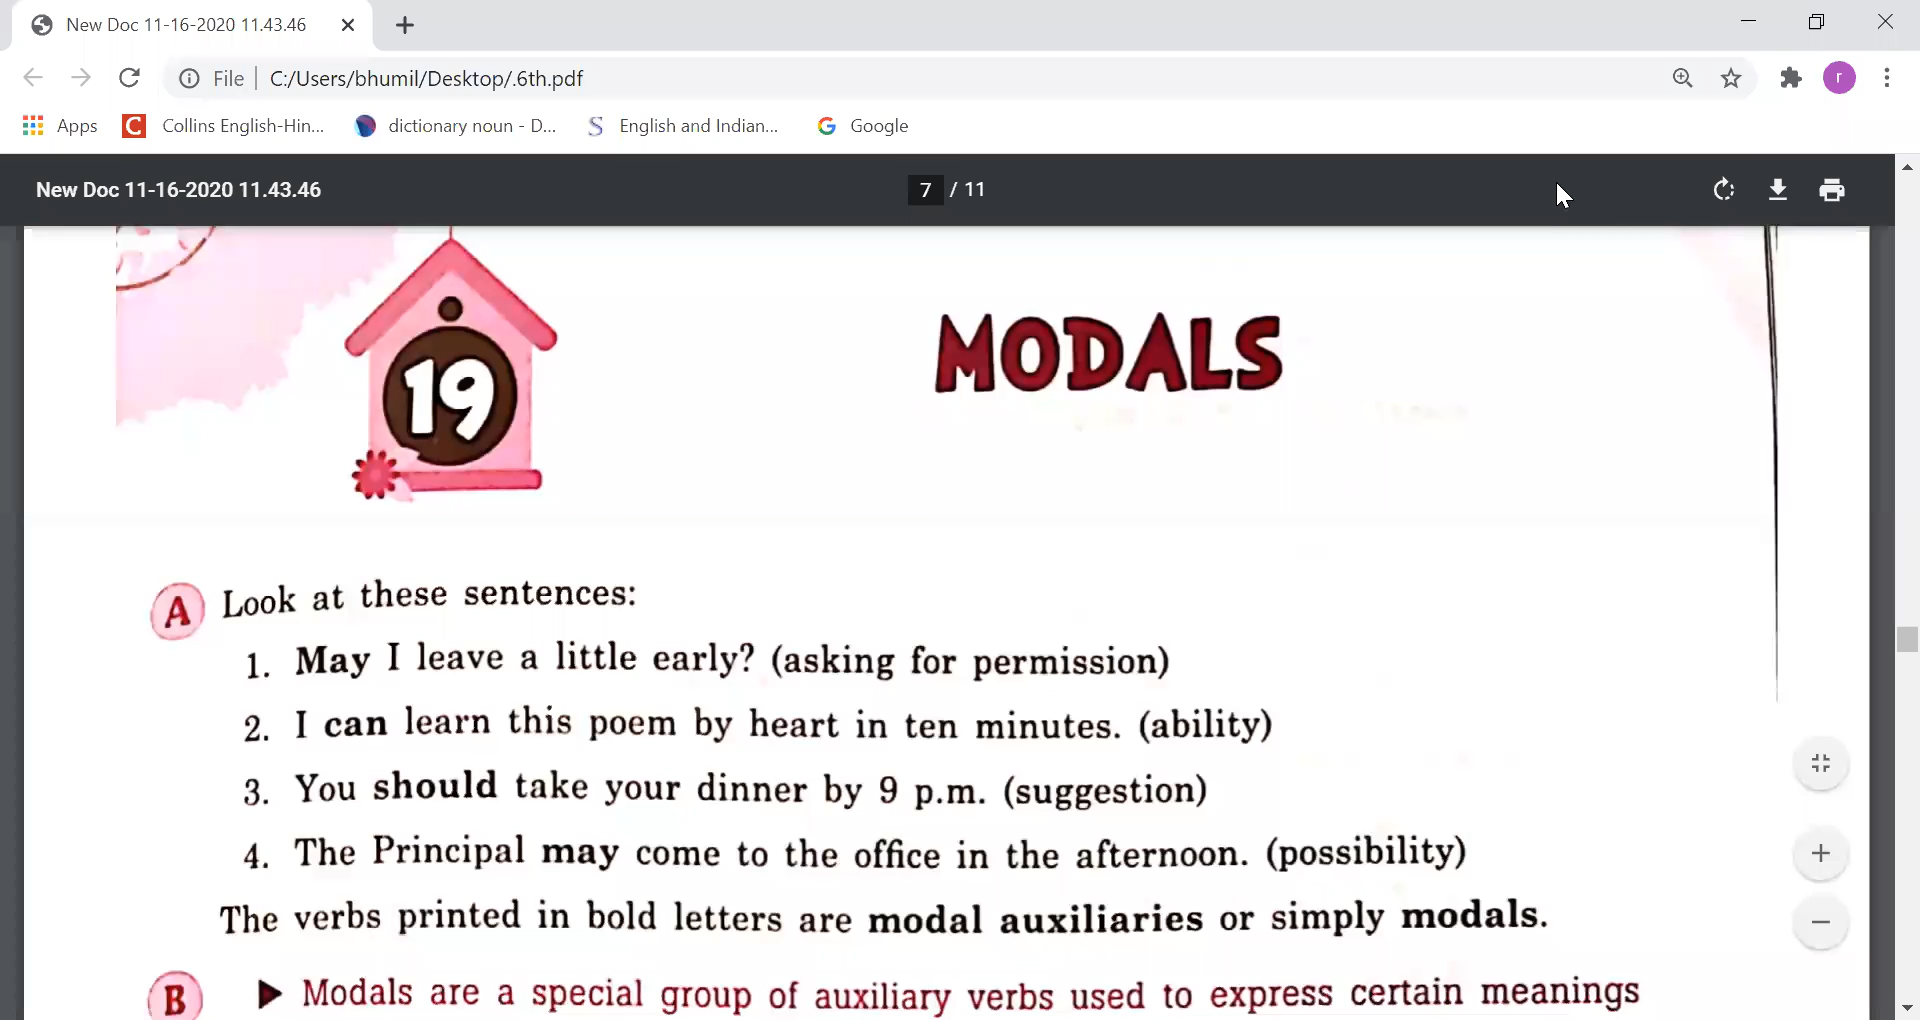 New Doc 11-16-2020 11.43.46
File C:/Users/bhumil/Desktop/.6th.pdf
r
Apps Collins English-Hin... dictionary noun - D... English and Indian... Google
New Doc 11-16-2020 11.43.46 7 / 11
19
MODALS
A Look at these sentences:
1. May I leave a little early? (asking for permission)
2. I can learn this poem by heart in ten minutes. (ability)
3. You should take your dinner by 9 p.m. (suggestion)
4. The Principal may come to the office in the afternoon. (possibility)
The verbs printed in bold letters are modal auxiliaries or simply modals.
B ▶ Modals are a special group of auxiliary verbs used to express certain meanings